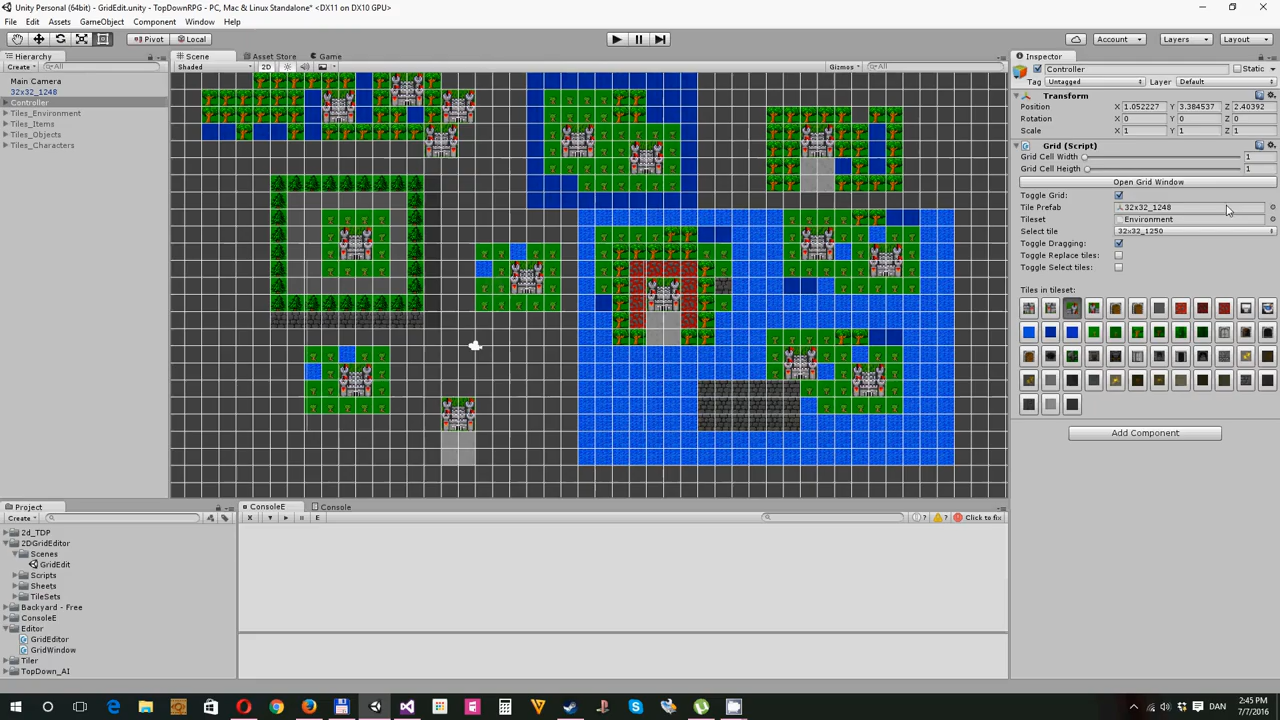 Unity Personal (64bit) - GridEdit.unity - TopDownRPG - PC, Mac & Linux Standalone* <DX11 on DX10 GPU>
File Edit Assets GameObject Component Window Help
Pivot Local Account Layers Layout
Hierarchy
Create All
Main Camera
32x32_1248
Controller
Tiles_Environment
Tiles_Items
Tiles_Objects
Tiles_Characters
Scene Asset Store Game
Shaded 2D Gizmos All
Inspector
Controller Static
Tag Untagged Layer Default
Transform
Position X 1.052227 Y 3.384537 Z 2.40392
Rotation X 0 Y 0 Z 0
Scale X 1 Y 1 Z 1
Grid (Script)
Grid Cell Width 1
Grid Cell Heigth 1
Open Grid Window
Toggle Grid:
Tile Prefab 32x32_1248
Tileset Environment
Select tile 32x32_1250
Toggle Dragging:
Toggle Replace tiles:
Toggle Select tiles:
Tiles in tileset:
Add Component
Project
Create
2d_TDP
2DGridEditor
Scenes
GridEdit
Scripts
Sheets
TileSets
Backyard - Free
ConsoleE
Editor
GridEditor
GridWindow
Tiler
TopDown_AI
ConsoleE Console
X E ? ? Click to fix
DAN 2:45 PM
7/7/2016